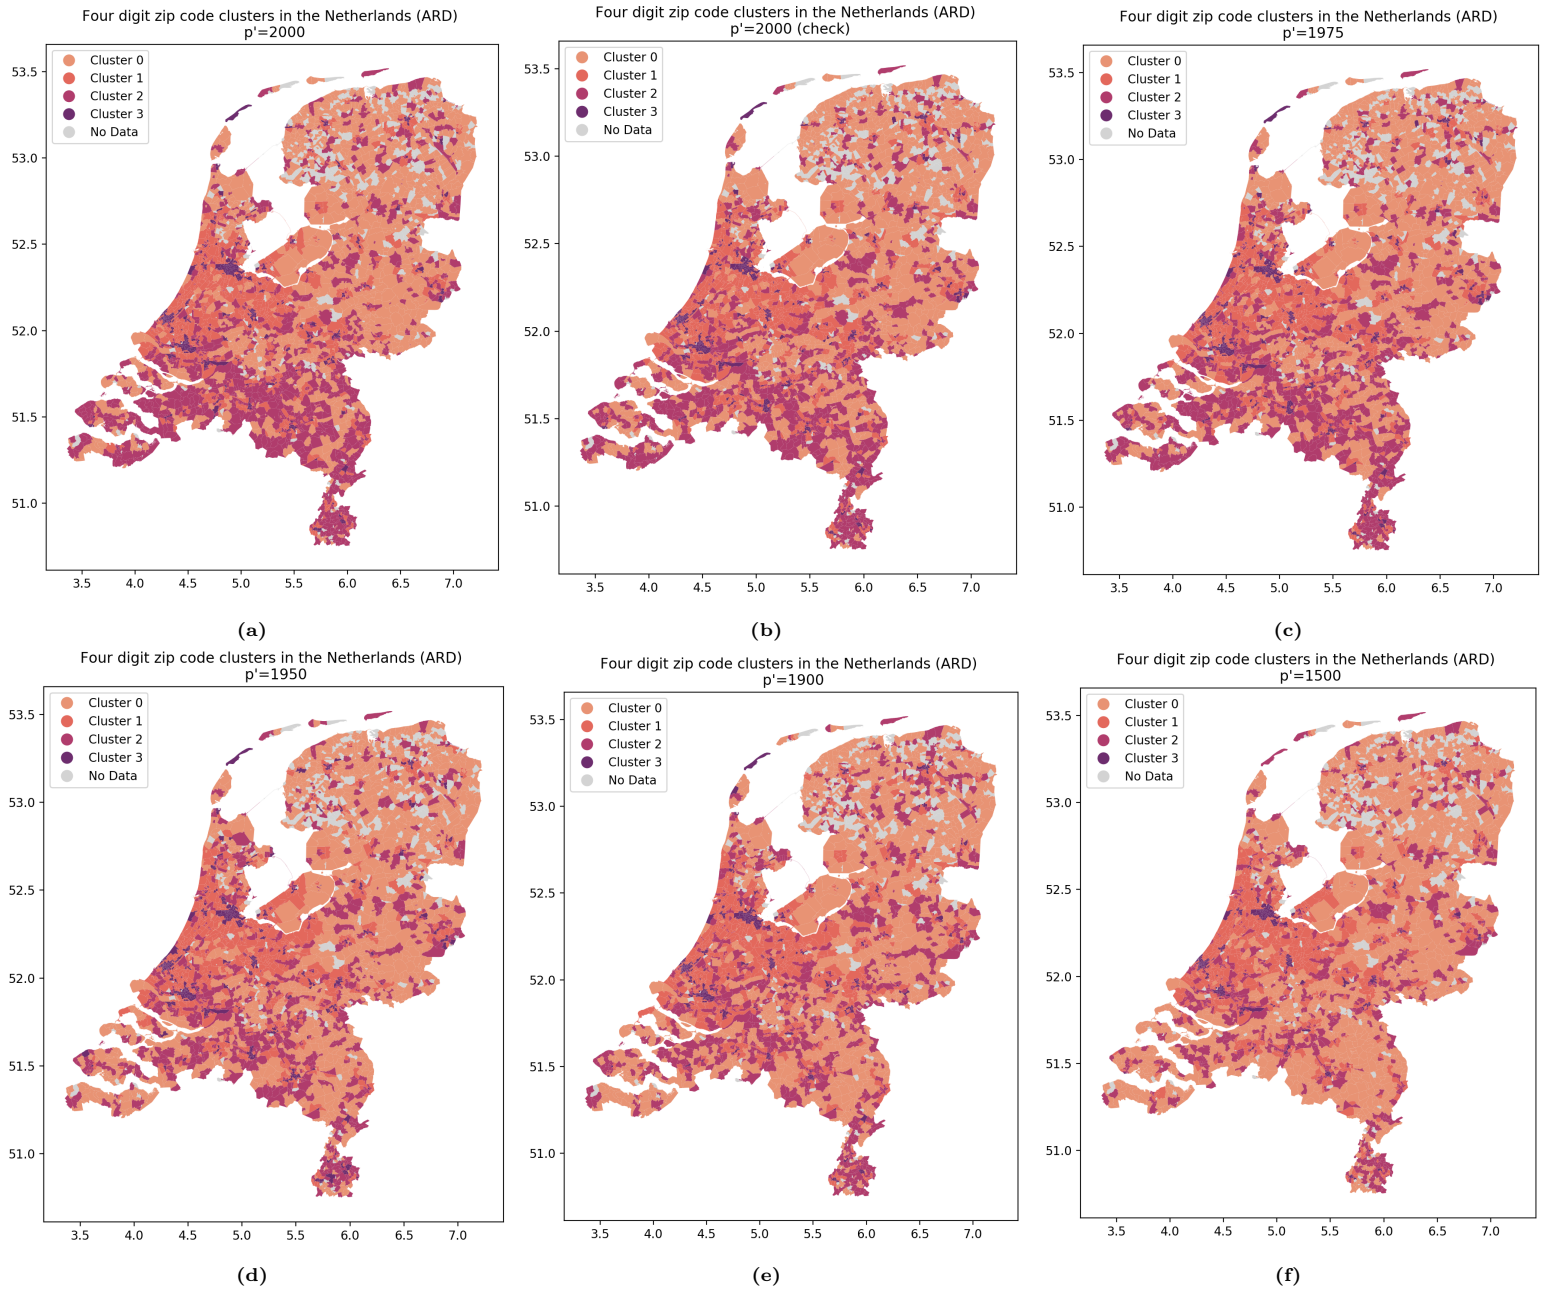 Four digit zip code clusters in the Netherlands (ARD)
p'=2000
Cluster 0
Cluster 1
Cluster 2
Cluster 3
No Data
53.5
53.0
52.5
52.0
51.5
51.0
3.5 4.0 4.5 5.0 5.5 6.0 6.5 7.0
(a)
Four digit zip code clusters in the Netherlands (ARD)
p'=2000 (check)
Cluster 0
Cluster 1
Cluster 2
Cluster 3
No Data
53.5
53.0
52.5
52.0
51.5
51.0
3.5 4.0 4.5 5.0 5.5 6.0 6.5 7.0
(b)
Four digit zip code clusters in the Netherlands (ARD)
p'=1975
Cluster 0
Cluster 1
Cluster 2
Cluster 3
No Data
53.5
53.0
52.5
52.0
51.5
51.0
3.5 4.0 4.5 5.0 5.5 6.0 6.5 7.0
(c)
Four digit zip code clusters in the Netherlands (ARD)
p'=1950
Cluster 0
Cluster 1
Cluster 2
Cluster 3
No Data
53.5
53.0
52.5
52.0
51.5
51.0
3.5 4.0 4.5 5.0 5.5 6.0 6.5 7.0
(d)
Four digit zip code clusters in the Netherlands (ARD)
p'=1900
Cluster 0
Cluster 1
Cluster 2
Cluster 3
No Data
53.5
53.0
52.5
52.0
51.5
51.0
3.5 4.0 4.5 5.0 5.5 6.0 6.5 7.0
(e)
Four digit zip code clusters in the Netherlands (ARD)
p'=1500
Cluster 0
Cluster 1
Cluster 2
Cluster 3
No Data
53.5
53.0
52.5
52.0
51.5
51.0
3.5 4.0 4.5 5.0 5.5 6.0 6.5 7.0
(f)